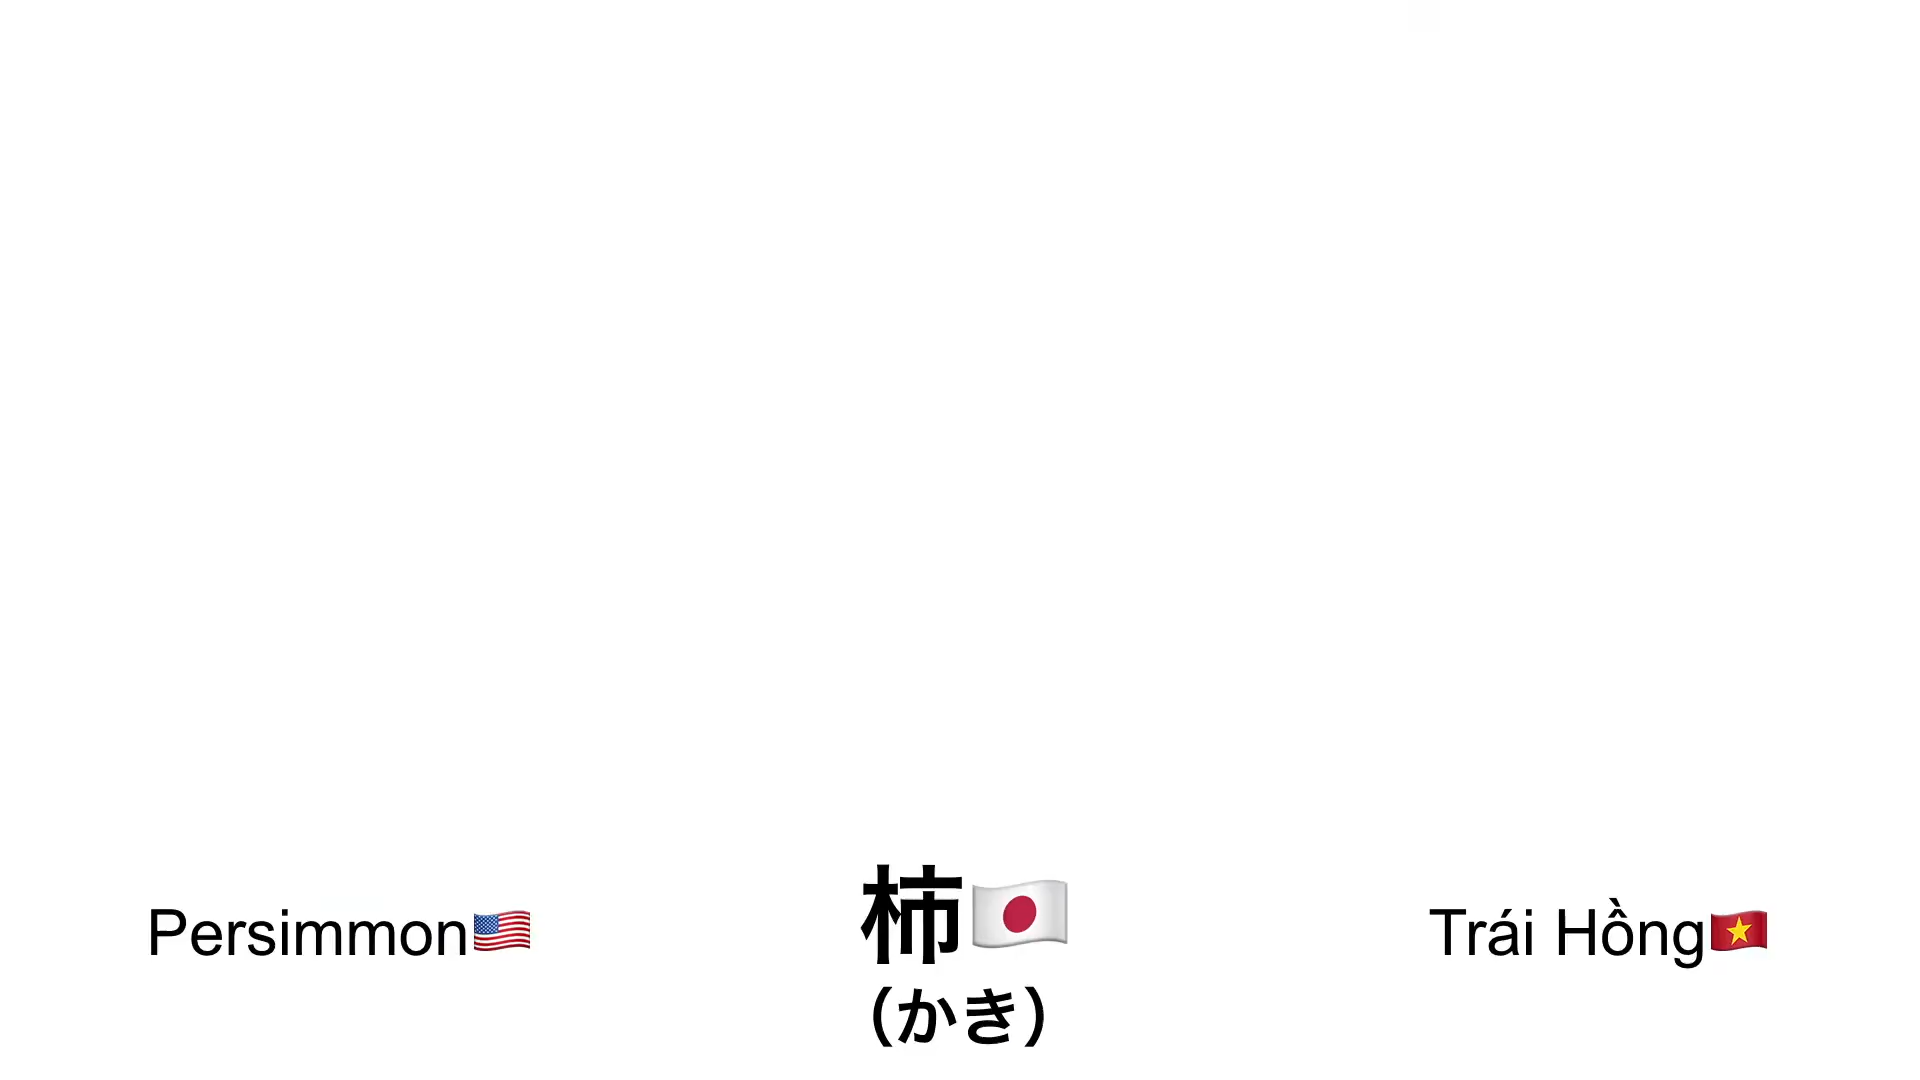 Persimmon🇺🇸
柿🇯🇵
（かき）
Trái Hồng🇻🇳